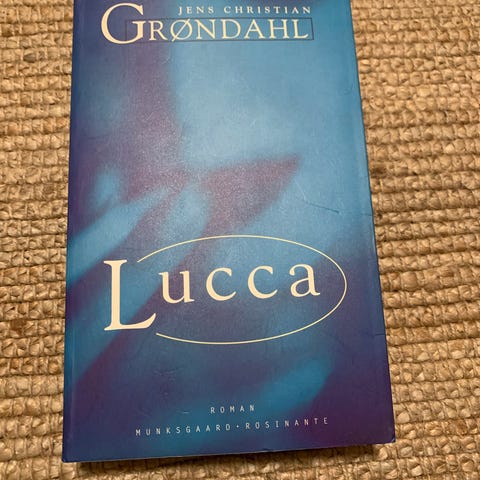 JENS CHRISTIAN
GRØNDAHL
Lucca
ROMAN
MUNKSGAARD · ROSINANTE